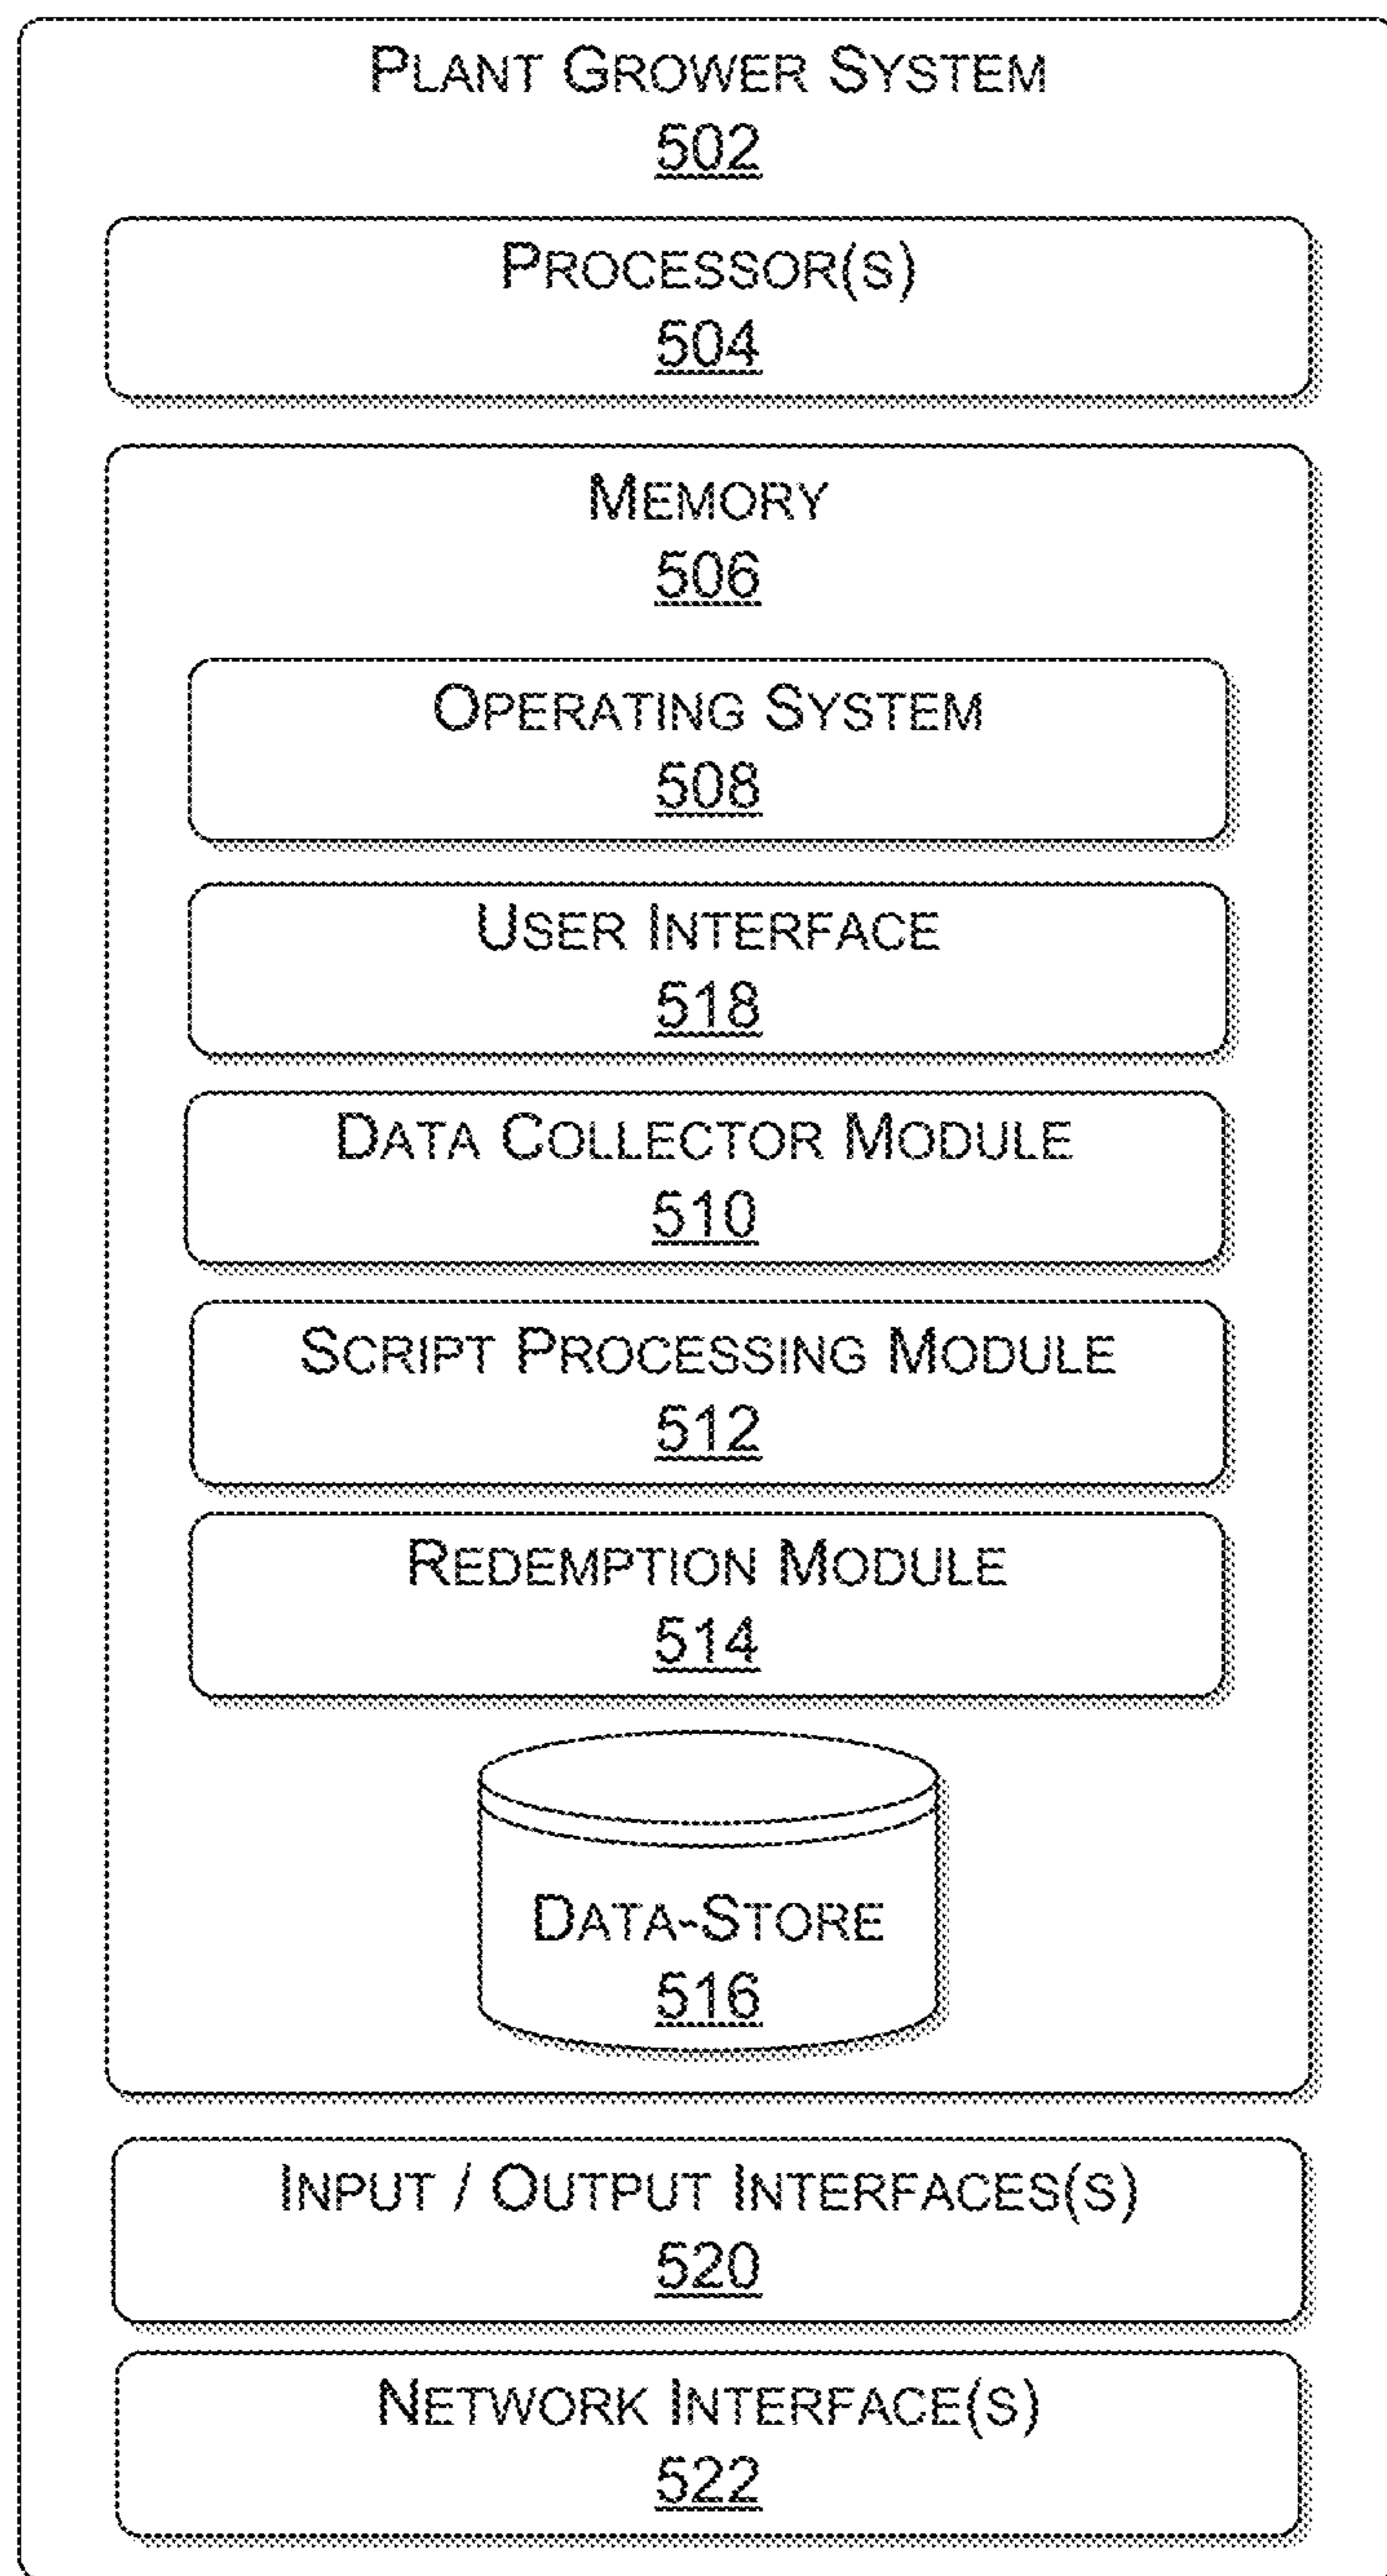 PLANT GROWER SYSTEM
502
PROCESSOR(S)
504
MEMORY
506
OPERATING SYSTEM
508
USER INTERFACE
518
DATA COLLECTOR MODULE
510
SCRIPT PROCESSING MODULE
512
REDEMPTION MODULE
514
DATA-STORE
516
INPUT / OUTPUT INTERFACES(S)
520
NETWORK INTERFACE(S)
522